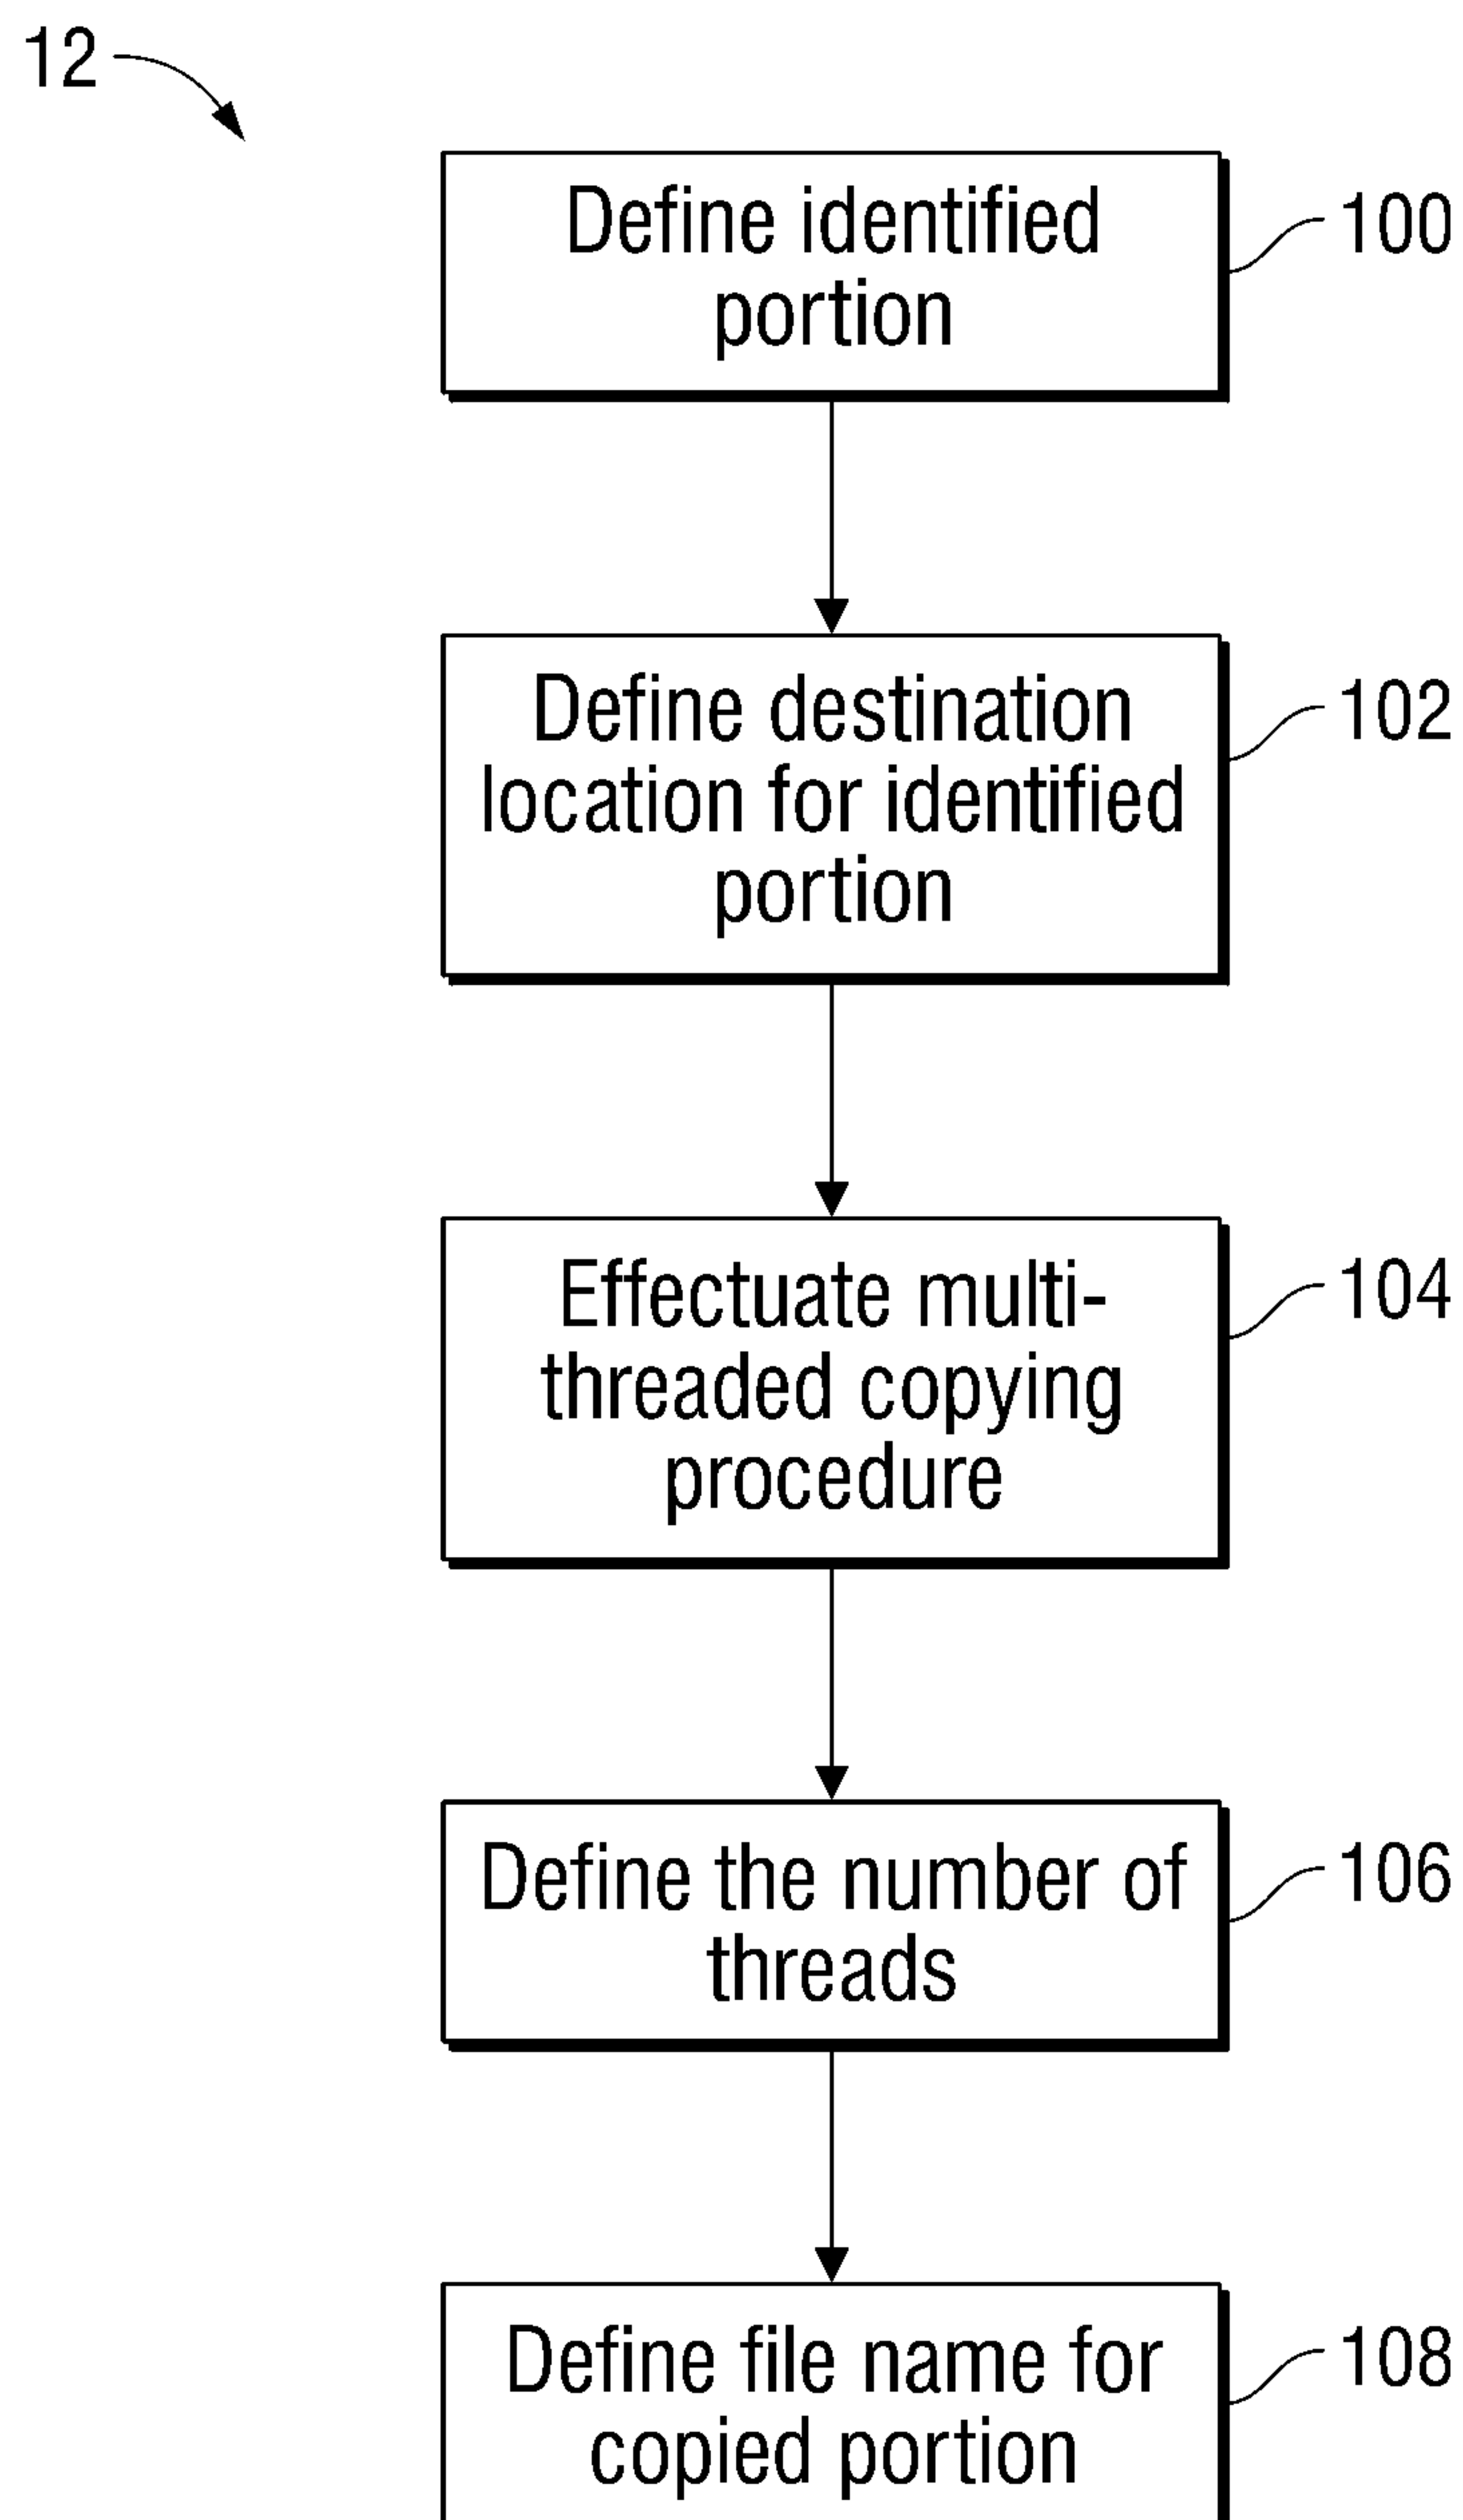 12
Define identified
portion
100
Define destination
location for identified
portion
102
Effectuate multi-
threaded copying
procedure
104
Define the number of
threads
106
Define file name for
copied portion
108